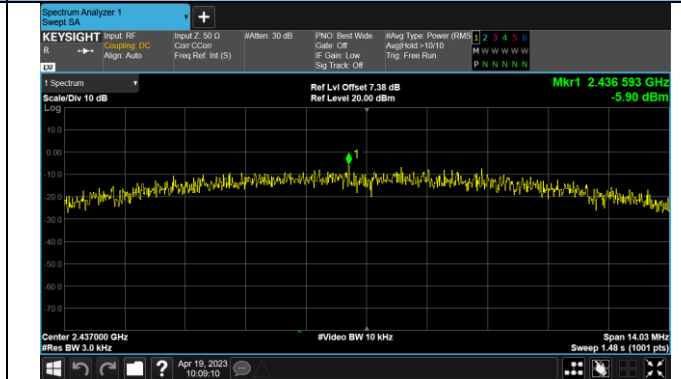 Spectrum Analyzer 1
Swept SA
+
KEYSIGHT
R
LXI
Input: RF
Coupling: DC
Align: Auto
Input Z: 50 Ω
Corr CCorr
Freq Ref: Int (S)
#Atten: 30 dB
PNO: Best Wide
Gate: Off
IF Gain: Low
Sig Track: Off
#Avg Type: Power (RMS
Avg|Hold:>10/10
Trig: Free Run
1 2 3 4 5 6
M W W W W W
P N N N N N
1 Spectrum
Scale/Div 10 dB
Ref Lvl Offset 7.38 dB
Ref Level 20.00 dBm
Mkr1 2.436 593 GHz
-5.90 dBm
Log
10.0
0.00
-10.0
-20.0
-30.0
-40.0
-50.0
-60.0
-70.0
1
Center 2.437000 GHz
#Res BW 3.0 kHz
#Video BW 10 kHz
Span 14.03 MHz
Sweep 1.48 s (1001 pts)
?
Apr 19, 2023
10:09:10